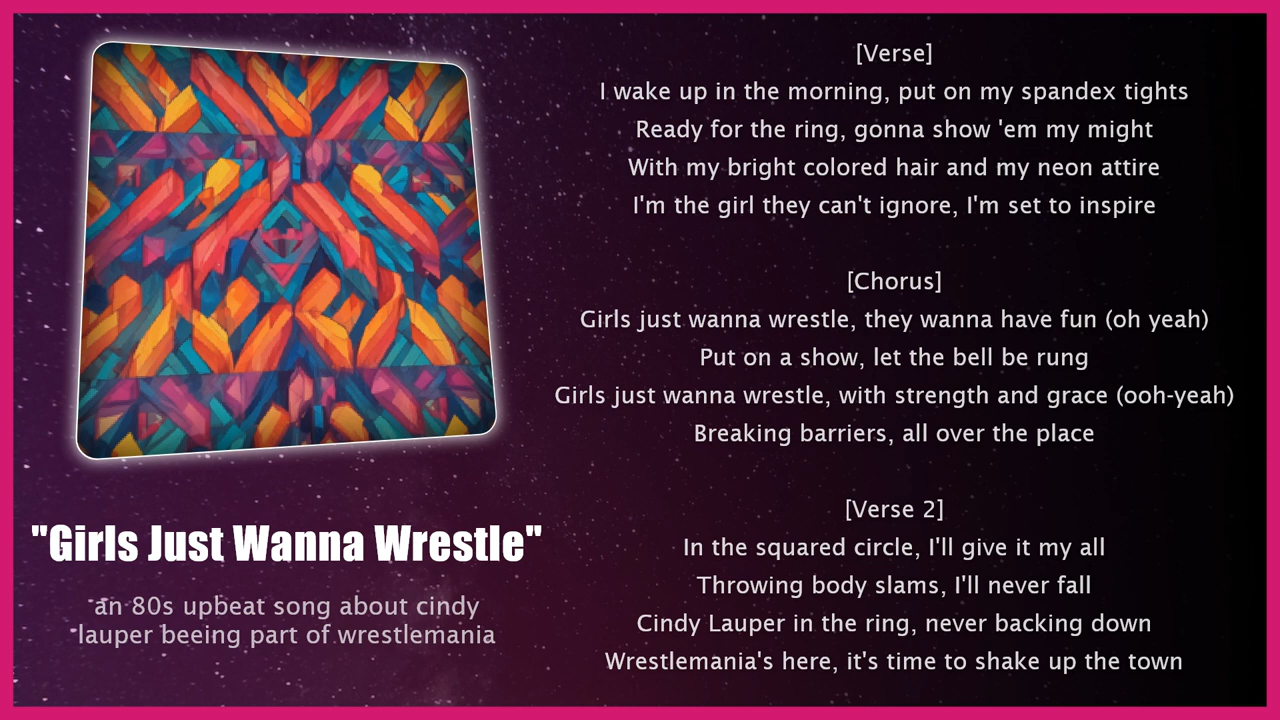 [Verse]
I wake up in the morning, put on my spandex tights
Ready for the ring, gonna show 'em my might
With my bright colored hair and my neon attire
I'm the girl they can't ignore, I'm set to inspire
[Chorus]
Girls just wanna wrestle, they wanna have fun (oh yeah)
Put on a show, let the bell be rung
Girls just wanna wrestle, with strength and grace (ooh-yeah)
Breaking barriers, all over the place
[Verse 2]
In the squared circle, I'll give it my all
Throwing body slams, I'll never fall
Cindy Lauper in the ring, never backing down
Wrestlemania's here, it's time to shake up the town
"Girls Just Wanna Wrestle"
an 80s upbeat song about cindy
lauper beeing part of wrestlemania